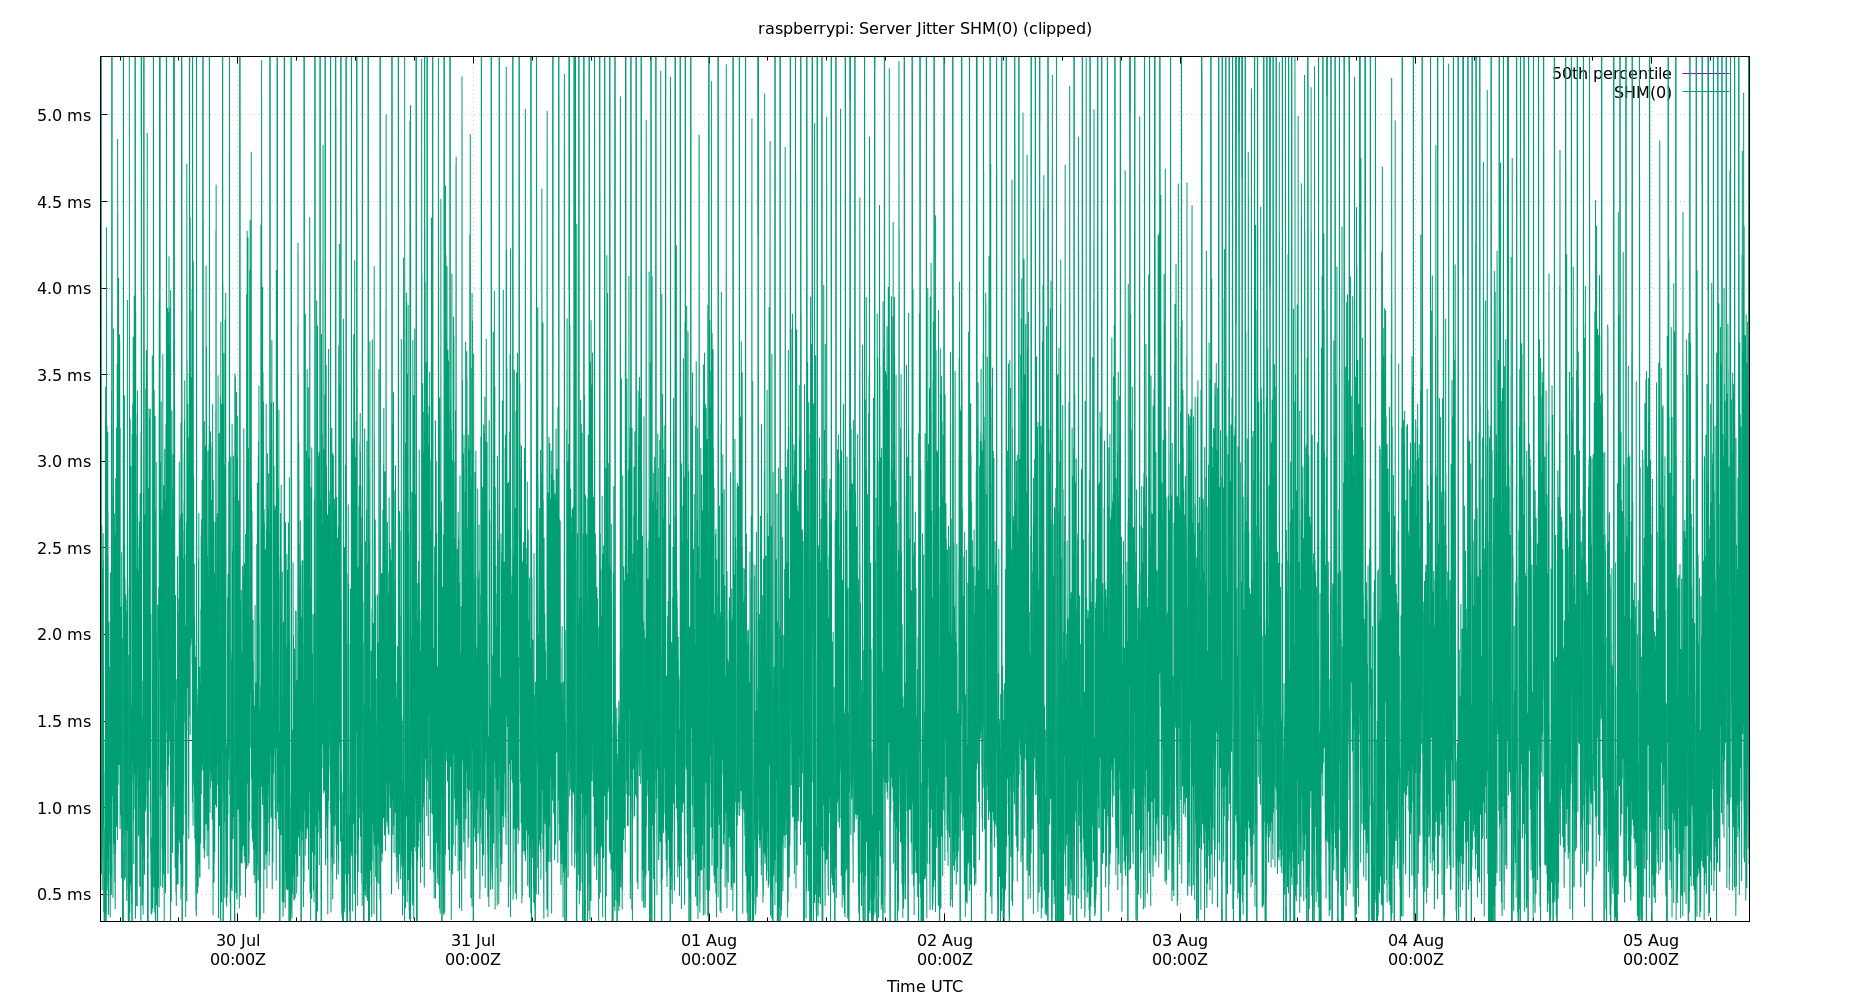 raspberrypi: Server Jitter SHM(0) (clipped)
50th percentile
SHM(0)
5.0 ms
4.5 ms
4.0 ms
3.5 ms
3.0 ms
2.5 ms
2.0 ms
1.5 ms
1.0 ms
0.5 ms
30 Jul 31 Jul 01 Aug 02 Aug 03 Aug 04 Aug 05 Aug
00:00Z 00:00Z 00:00Z 00:00Z 00:00Z 00:00Z 00:00Z
Time UTC